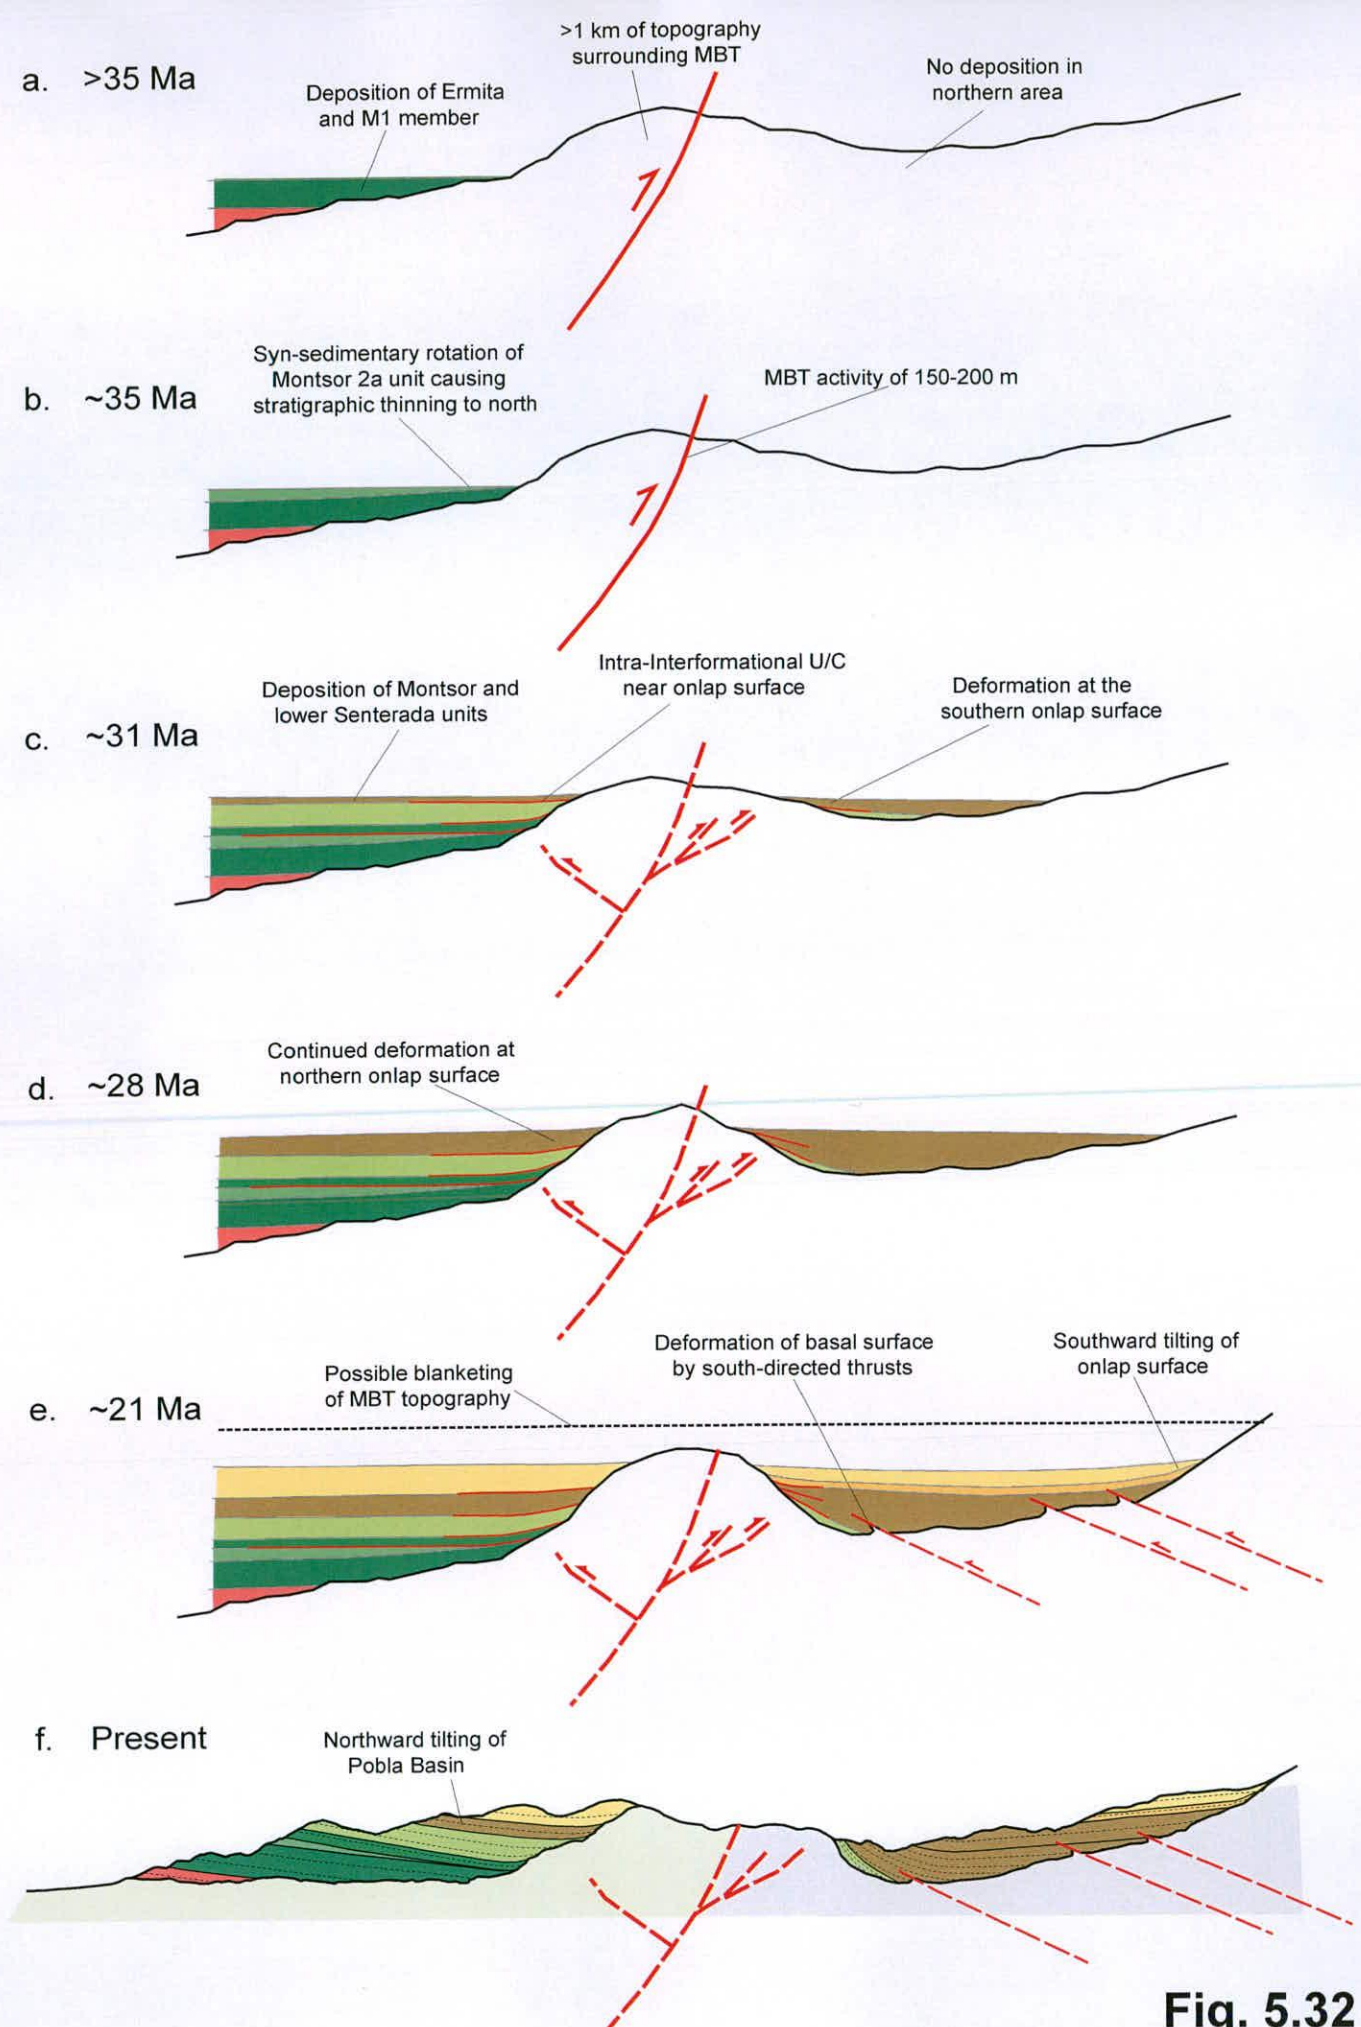 a. >35 Ma
Deposition of Ermita
and M1 member
>1 km of topography
surrounding MBT
No deposition in
northern area
b. ~35 Ma
Syn-sedimentary rotation of
Montsor 2a unit causing
stratigraphic thinning to north
MBT activity of 150-200 m
c. ~31 Ma
Deposition of Montsor and
lower Senterada units
Intra-Interformational U/C
near onlap surface
Deformation at the
southern onlap surface
d. ~28 Ma
Continued deformation at
northern onlap surface
e. ~21 Ma
Possible blanketing
of MBT topography
Deformation of basal surface
by south-directed thrusts
Southward tilting of
onlap surface
f. Present
Northward tilting of
Pobla Basin
Fig. 5.32